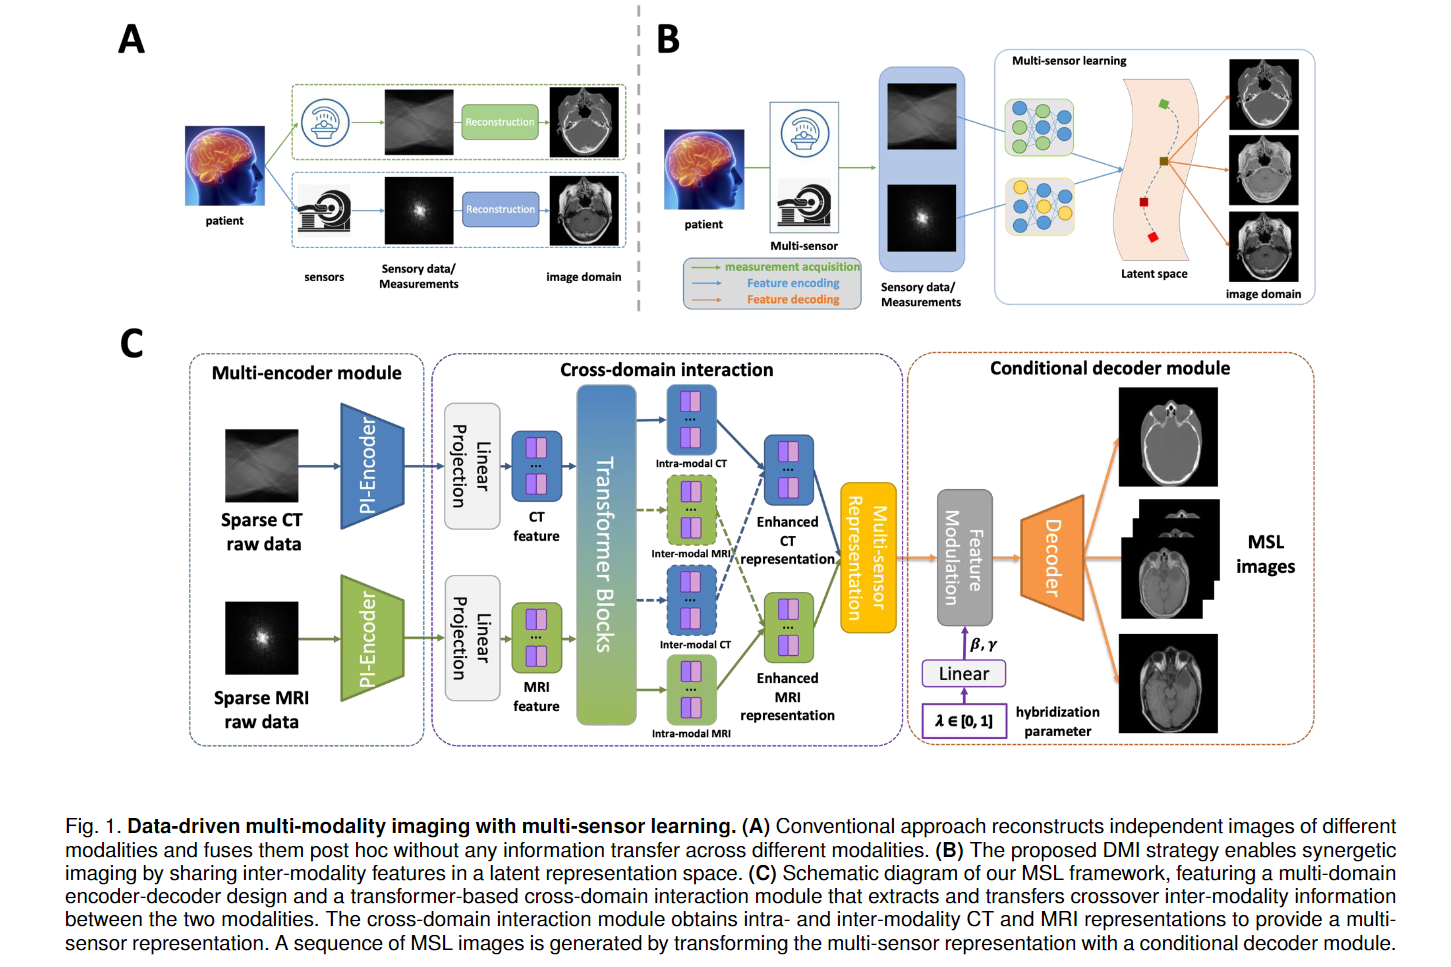 A
patient
sensors
Sensory data/
Measurements
Reconstruction
Reconstruction
image domain
B
patient
Multi-sensor
measurement acquisition
Feature encoding
Feature decoding
Sensory data/
Measurements
Multi-sensor learning
Latent space
image domain
C
Multi-encoder module
Sparse CT
raw data
PI-Encoder
Sparse MRI
raw data
PI-Encoder
Cross-domain interaction
Linear
Projection
CT
feature
Linear
Projection
MRI
feature
Transformer Blocks
Intra-modal CT
Inter-modal MRI
Inter-modal CT
Intra-modal MRI
Enhanced
CT
representation
Enhanced
MRI
representation
Multi-sensor
Representation
Conditional decoder module
Feature
Modulation
β, γ
Linear
λ ∈ [0, 1]
hybridization
parameter
Decoder
MSL
images
Fig. 1. Data-driven multi-modality imaging with multi-sensor learning. (A) Conventional approach reconstructs independent images of different
modalities and fuses them post hoc without any information transfer across different modalities. (B) The proposed DMI strategy enables synergetic
imaging by sharing inter-modality features in a latent representation space. (C) Schematic diagram of our MSL framework, featuring a multi-domain
encoder-decoder design and a transformer-based cross-domain interaction module that extracts and transfers crossover inter-modality information
between the two modalities. The cross-domain interaction module obtains intra- and inter-modality CT and MRI representations to provide a multi-
sensor representation. A sequence of MSL images is generated by transforming the multi-sensor representation with a conditional decoder module.